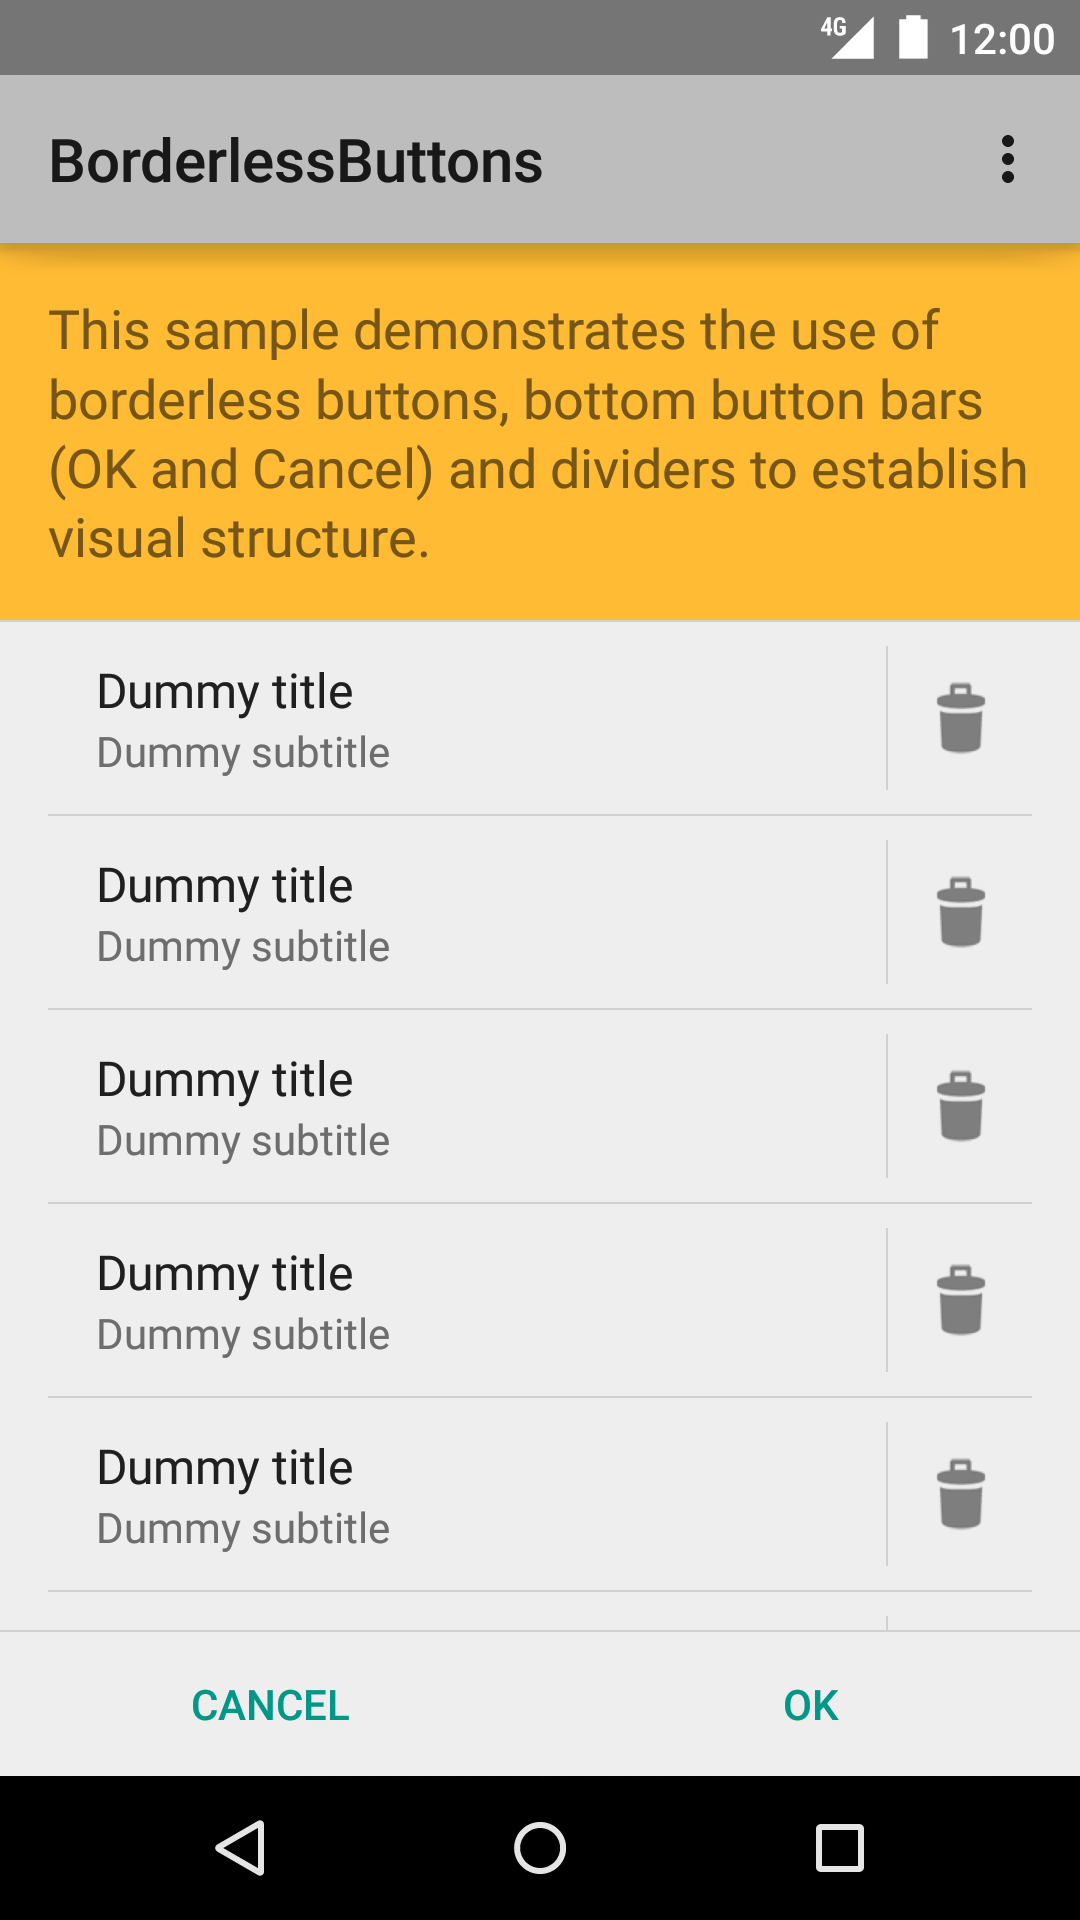 4G 12:00
BorderlessButtons
This sample demonstrates the use of
borderless buttons, bottom button bars
(OK and Cancel) and dividers to establish
visual structure.
Dummy title
Dummy subtitle
Dummy title
Dummy subtitle
Dummy title
Dummy subtitle
Dummy title
Dummy subtitle
Dummy title
Dummy subtitle
CANCEL OK